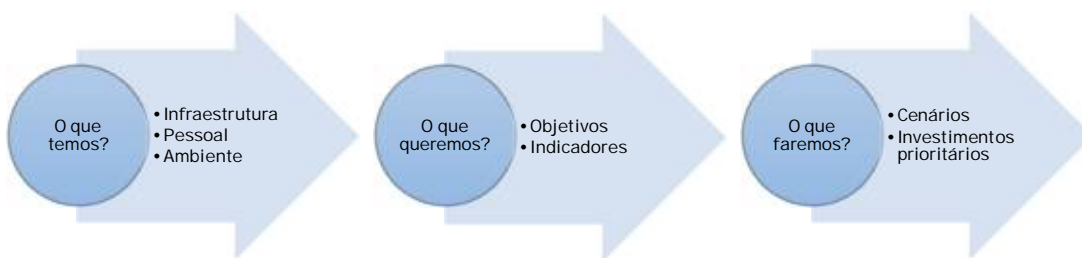 O que
temos?
• Infraestrutura
• Pessoal
• Ambiente
O que
queremos?
• Objetivos
• Indicadores
O que
faremos?
• Cenários
• Investimentos
prioritários